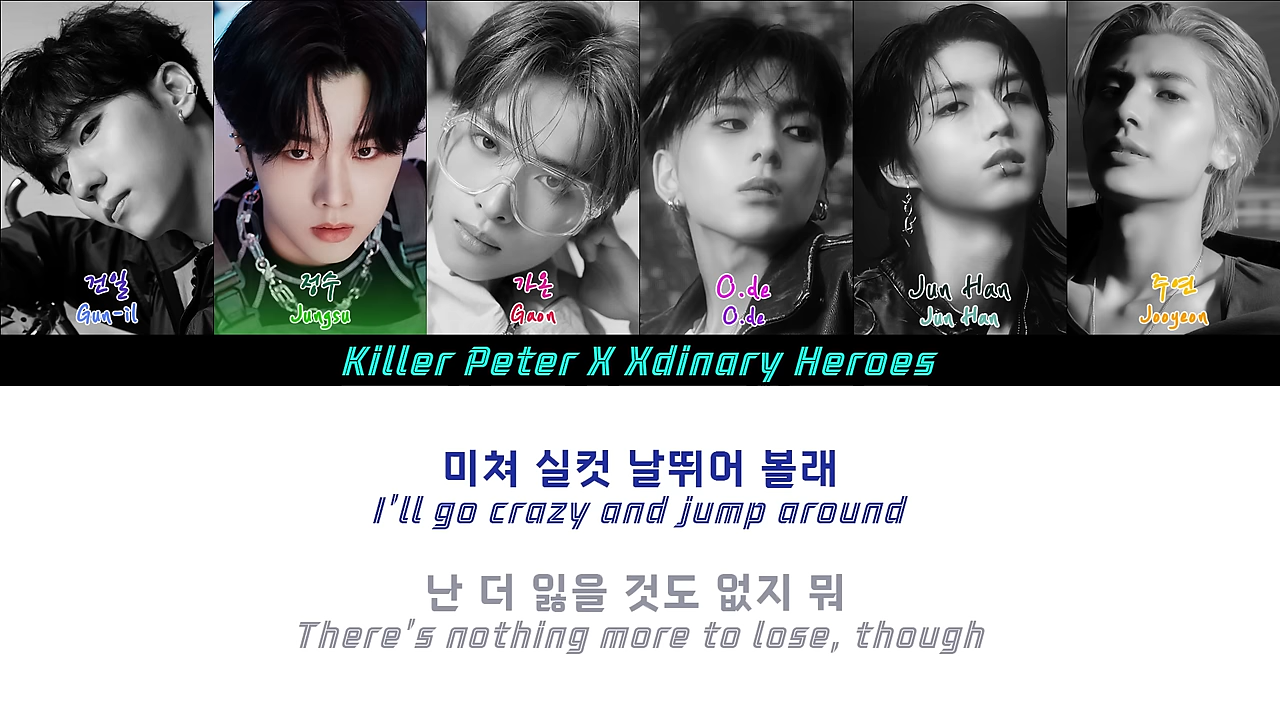 건일
Gun-il
정수
Jungsu
가온
Gaon
O.de
O.de
Jun Han
Jun Han
주연
Jooyeon
Killer Peter X Xdinary Heroes
미쳐 실컷 날뛰어 볼래
I'll go crazy and jump around
난 더 잃을 것도 없지 뭐
There's nothing more to lose, though